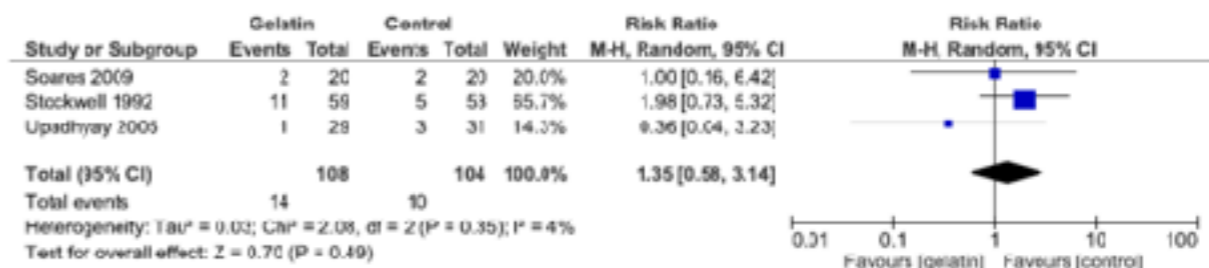 Gelatin Control Risk Ratio Risk Ratio
Study or Subgroup Events Total Events Total Weight M-H, Random, 95% CI M-H, Random, 95% CI
Soares 2009 2 20 2 20 20.0% 1.00 [0.16, 6.42]
Stockwell 1992 11 59 5 53 65.7% 1.98 [0.73, 5.32]
Upadhyay 2005 1 29 3 31 14.3% 0.36 [0.04, 3.23]
Total (95% CI) 108 104 100.0% 1.35 [0.58, 3.14]
Total events 14 10
Heterogeneity: Tau² = 0.03; Chi² = 2.08, df = 2 (P = 0.35); I² = 4%
Test for overall effect: Z = 0.70 (P = 0.49)
0.01 0.1 1 10 100
Favours [gelatin] Favours [control]